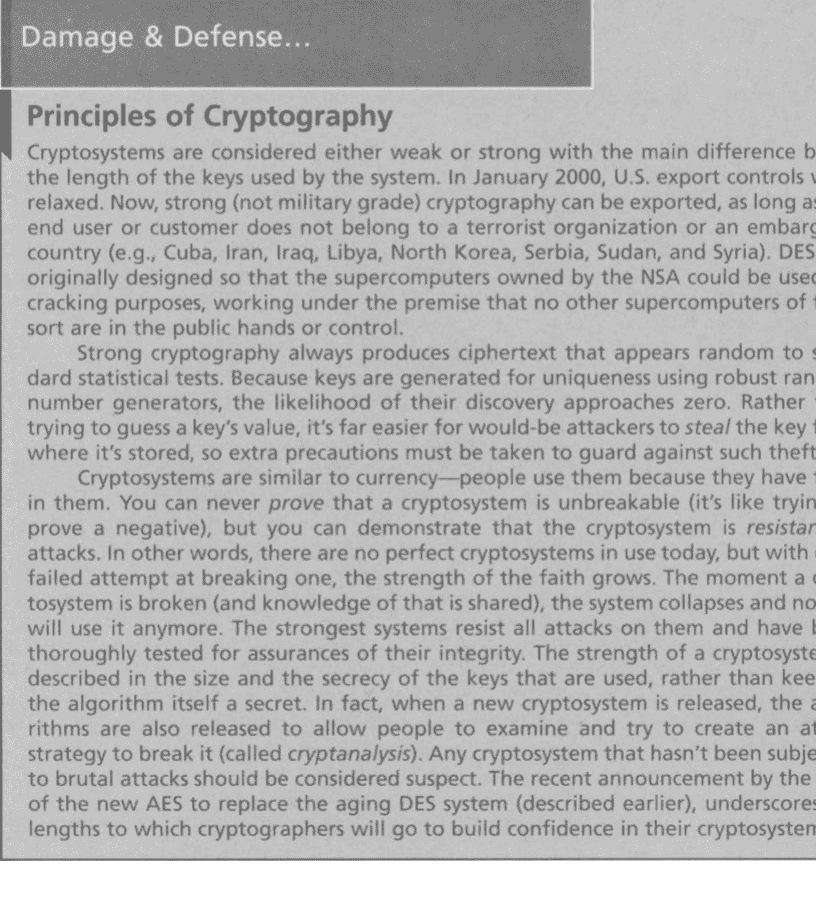 Damage & Defense...
Principles of Cryptography
Cryptosystems are considered either weak or strong with the main difference b
the length of the keys used by the system. In January 2000, U.S. export controls
relaxed. Now, strong (not military grade) cryptography can be exported, as long as
end user or customer does not belong to a terrorist organization or an embarg
country (e.g., Cuba, Iran, Iraq, Libya, North Korea, Serbia, Sudan, and Syria). DES
originally designed so that the supercomputers owned by the NSA could be used
cracking purposes, working under the premise that no other supercomputers of
sort are in the public hands or control.
Strong cryptography always produces ciphertext that appears random to s
dard statistical tests. Because keys are generated for uniqueness using robust ran
number generators, the likelihood of their discovery approaches zero. Rather
trying to guess a key's value, it's far easier for would-be attackers to steal the key f
where it's stored, so extra precautions must be taken to guard against such theft
Cryptosystems are similar to currency—people use them because they have
in them. You can never prove that a cryptosystem is unbreakable (it's like tryin
prove a negative), but you can demonstrate that the cryptosystem is resistan
attacks. In other words, there are no perfect cryptosystems in use today, but with
failed attempt at breaking one, the strength of the faith grows. The moment a c
tosystem is broken (and knowledge of that is shared), the system collapses and no
will use it anymore. The strongest systems resist all attacks on them and have b
thoroughly tested for assurances of their integrity. The strength of a cryptosyste
described in the size and the secrecy of the keys that are used, rather than kee
the algorithm itself a secret. In fact, when a new cryptosystem is released, the a
rithms are also released to allow people to examine and try to create an at
strategy to break it (called cryptanalysis). Any cryptosystem that hasn't been subje
to brutal attacks should be considered suspect. The recent announcement by the
of the new AES to replace the aging DES system (described earlier), underscores
lengths to which cryptographers will go to build confidence in their cryptosystem